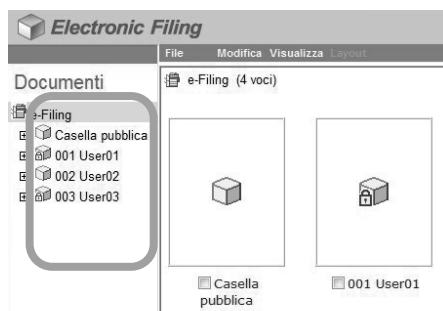 Electronic Filing
File Modifica Visualizza Layout
Documenti
e-Filing
Casella pubblica
001 User01
002 User02
003 User03
e-Filing (4 voci)
Casella
pubblica
001 User01